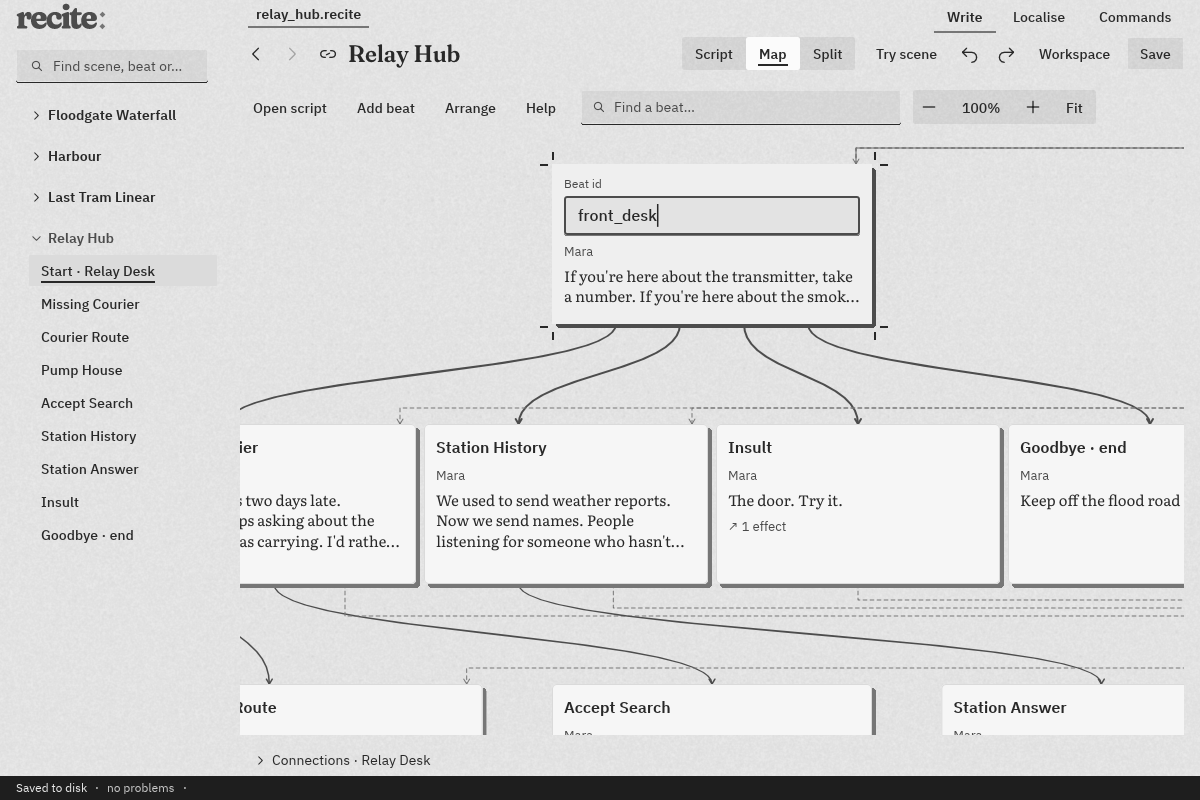 recite:
Find scene, beat or...
Floodgate Waterfall
Harbour
Last Tram Linear
Relay Hub
Start · Relay Desk
Missing Courier
Courier Route
Pump House
Accept Search
Station History
Station Answer
Insult
Goodbye · end
relay_hub.recite
Write
Localise
Commands
Relay Hub
Script
Map
Split
Try scene
Workspace
Save
Open script
Add beat
Arrange
Help
Find a beat...
100%
Fit
Beat id
front_desk
Mara
If you're here about the transmitter, take
a number. If you're here about the smok...
ier
s two days late.
ps asking about the
as carrying. I'd rathe...
Station History
Mara
We used to send weather reports.
Now we send names. People
listening for someone who hasn't...
Insult
Mara
The door. Try it.
↗ 1 effect
Goodbye · end
Mara
Keep off the flood road
Route
Accept Search
Mara
Station Answer
Mara
Connections · Relay Desk
Saved to disk · no problems ·